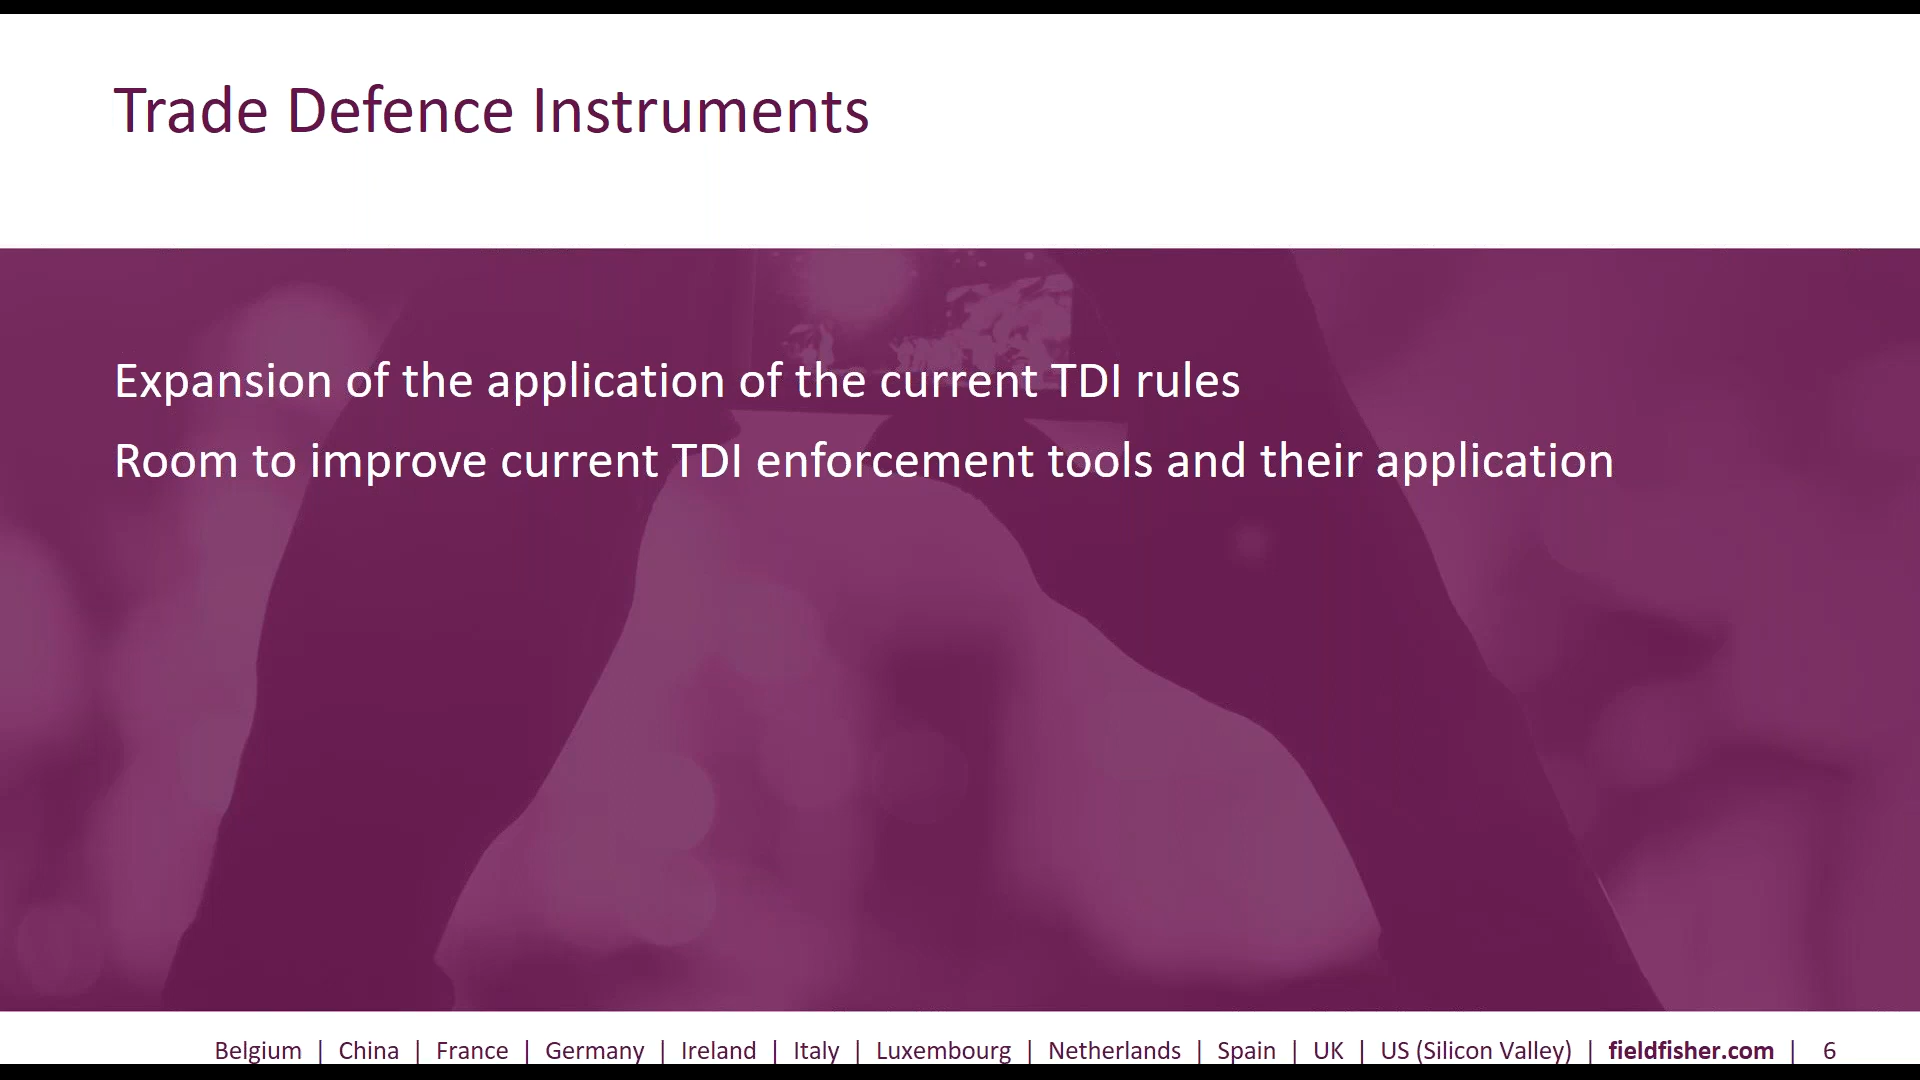 Trade Defence Instruments
Expansion of the application of the current TDI rules
Room to improve current TDI enforcement tools and their application
Belgium | China | France | Germany | Ireland | Italy | Luxembourg | Netherlands | Spain | UK | US (Silicon Valley) | fieldfisher.com | 6